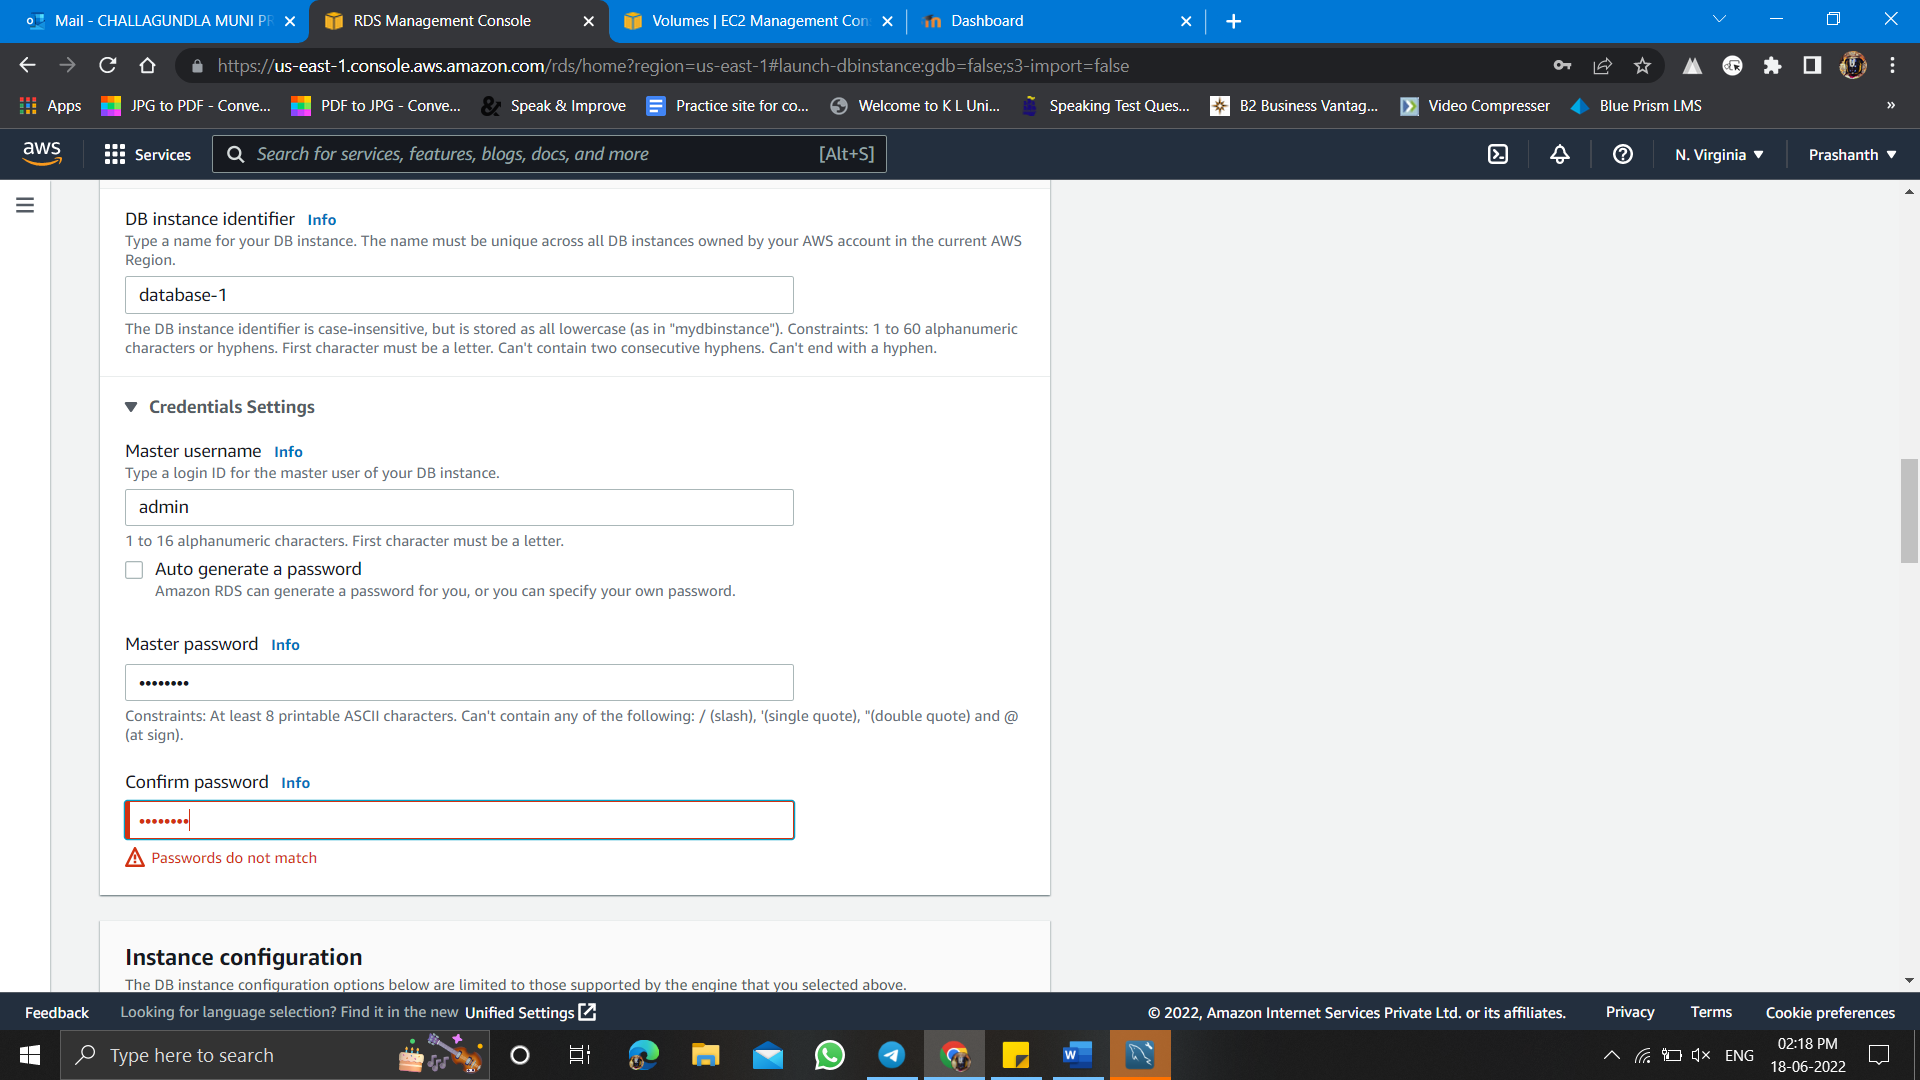 Mail - CHALLAGUNDLA MUNI PR
RDS Management Console
Volumes | EC2 Management Con
Dashboard
https://us-east-1.console.aws.amazon.com/rds/home?region=us-east-1#launch-dbinstance:gdb=false;s3-import=false
Apps
JPG to PDF - Conve...
PDF to JPG - Conve...
Speak & Improve
Practice site for co...
Welcome to K L Uni...
Speaking Test Ques...
B2 Business Vantag...
Video Compresser
Blue Prism LMS
»
aws
Services
Search for services, features, blogs, docs, and more
[Alt+S]
N. Virginia
Prashanth
DB instance identifier Info
Type a name for your DB instance. The name must be unique across all DB instances owned by your AWS account in the current AWS
Region.
database-1
The DB instance identifier is case-insensitive, but is stored as all lowercase (as in "mydbinstance"). Constraints: 1 to 60 alphanumeric
characters or hyphens. First character must be a letter. Can't contain two consecutive hyphens. Can't end with a hyphen.
Credentials Settings
Master username Info
Type a login ID for the master user of your DB instance.
admin
1 to 16 alphanumeric characters. First character must be a letter.
Auto generate a password
Amazon RDS can generate a password for you, or you can specify your own password.
Master password Info
••••••••
Constraints: At least 8 printable ASCII characters. Can't contain any of the following: / (slash), '(single quote), "(double quote) and @
(at sign).
Confirm password Info
••••••••
Passwords do not match
Instance configuration
The DB instance configuration options below are limited to those supported by the engine that you selected above.
Feedback
Looking for language selection? Find it in the new Unified Settings
© 2022, Amazon Internet Services Private Ltd. or its affiliates.
Privacy
Terms
Cookie preferences
Type here to search
ENG
02:18 PM
18-06-2022